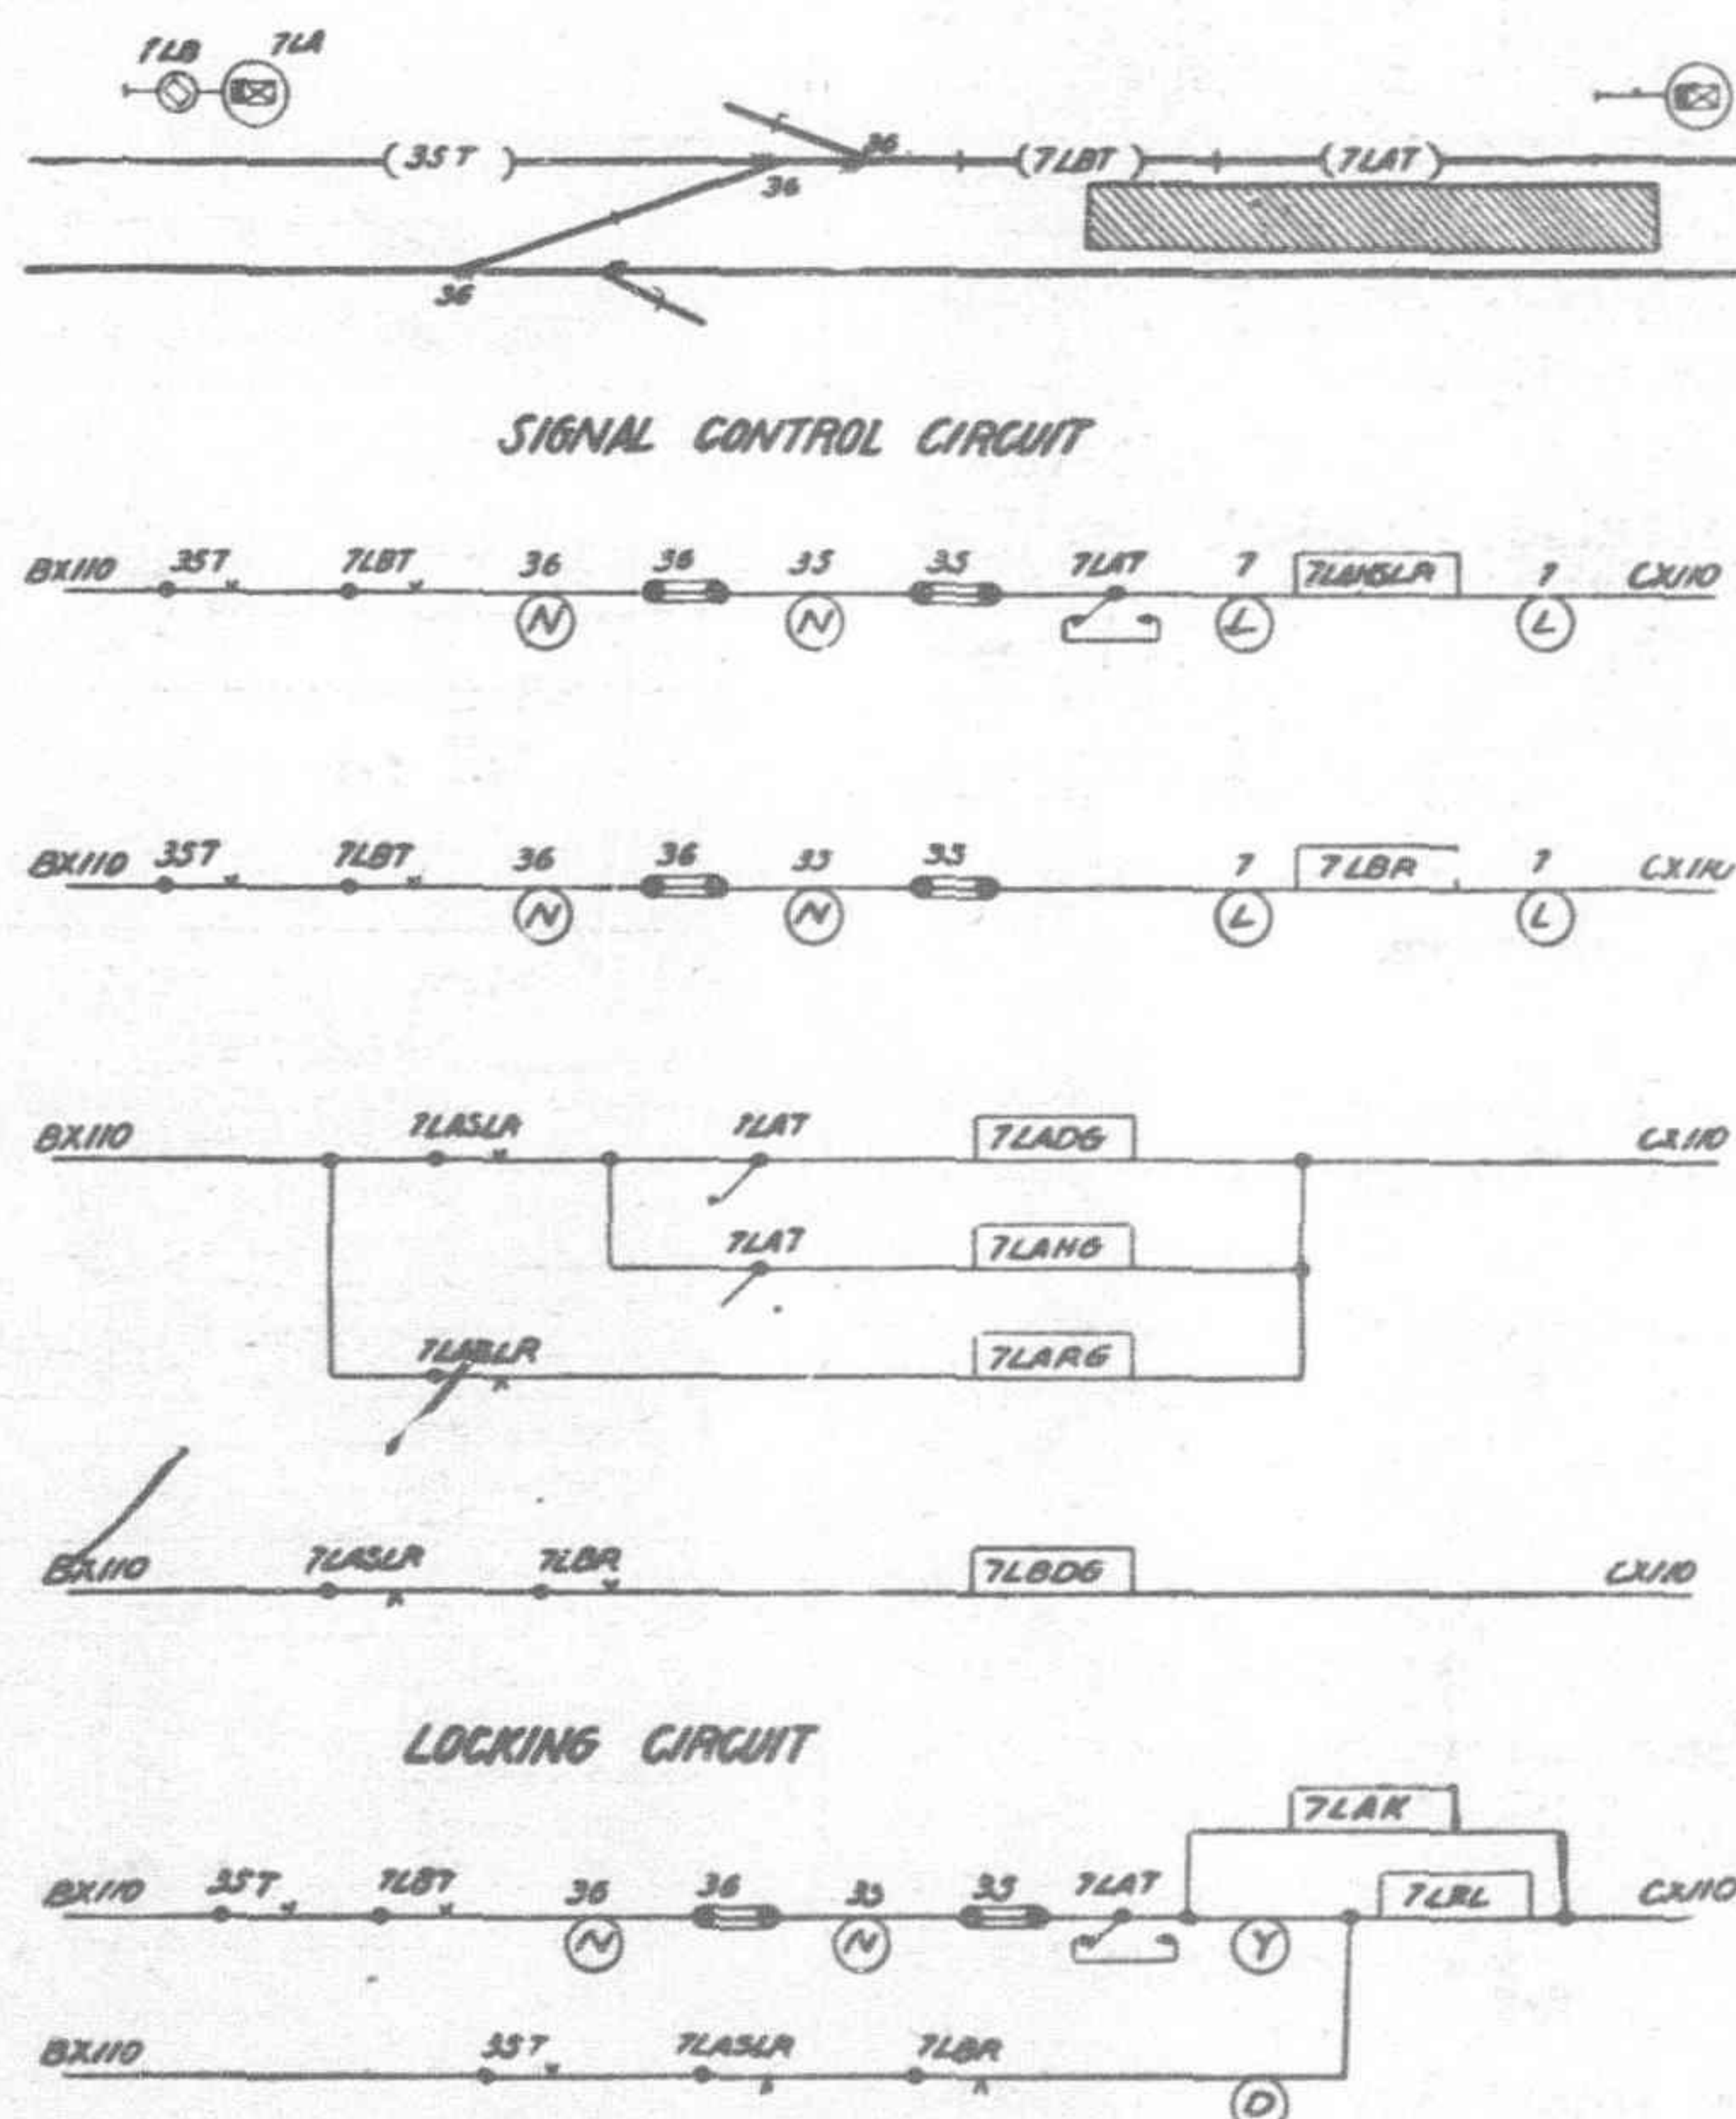 7LB 7LA
(35T) 36 (7LBT) (7LAT)
36
36
SIGNAL CONTROL CIRCUIT
BX110 35T 7LBT 36 36 35 35 7LAT 7 7 CX110
N N L L
BX110 35T 7LBT 36 36 35 35 7 7LBR 7 CX110
N N L L
BX110 7LASLR 7LAT 7LADG CX110
7LAT 7LAHG
7LARG
BX110 7LASLR 7LBR 7LBDG CX110
LOCKING CIRCUIT
7LAK
BX110 35T 7LBT 36 36 35 35 7LAT 7LRL CX110
N N Y
BX110 35T 7LASLR 7LBR
D